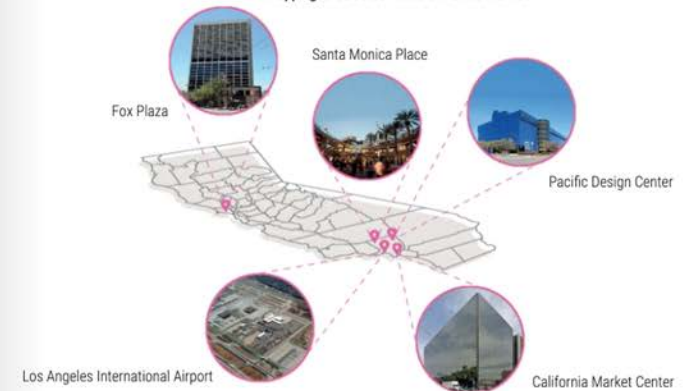 Santa Monica Place
Fox Plaza
Pacific Design Center
Los Angeles International Airport
California Market Center